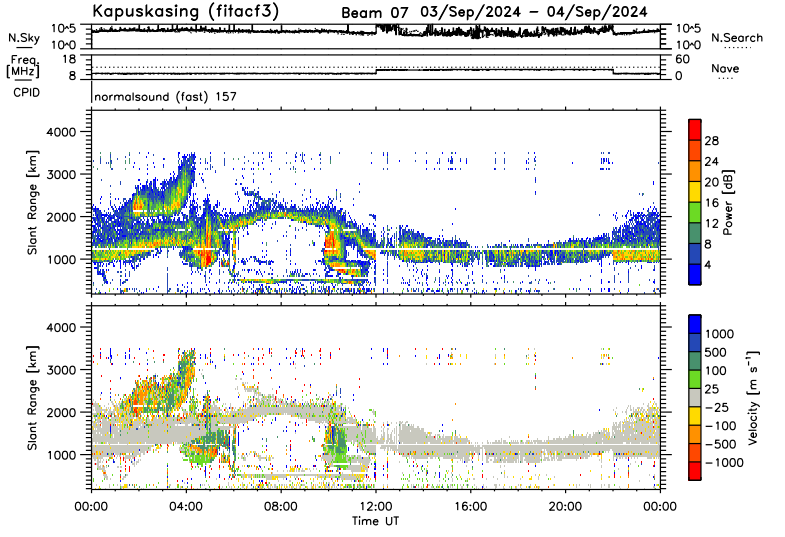 Kapuskasing (fitacf3) Beam 07 03/Sep/2024 − 04/Sep/2024
N.Sky 10^5 10^0 10^5 10^0 N.Search
Freq. [MHz] 18 8 60 0 Nave
CPID normalsound (fast) 157
Slant Range [km] 4000 3000 2000 1000
28 24 20 16 12 8 4 Power [dB]
Slant Range [km] 4000 3000 2000 1000
1000 500 100 25 −25 −100 −500 −1000 Velocity [m s⁻¹]
00:00 04:00 08:00 12:00 16:00 20:00 00:00
Time UT